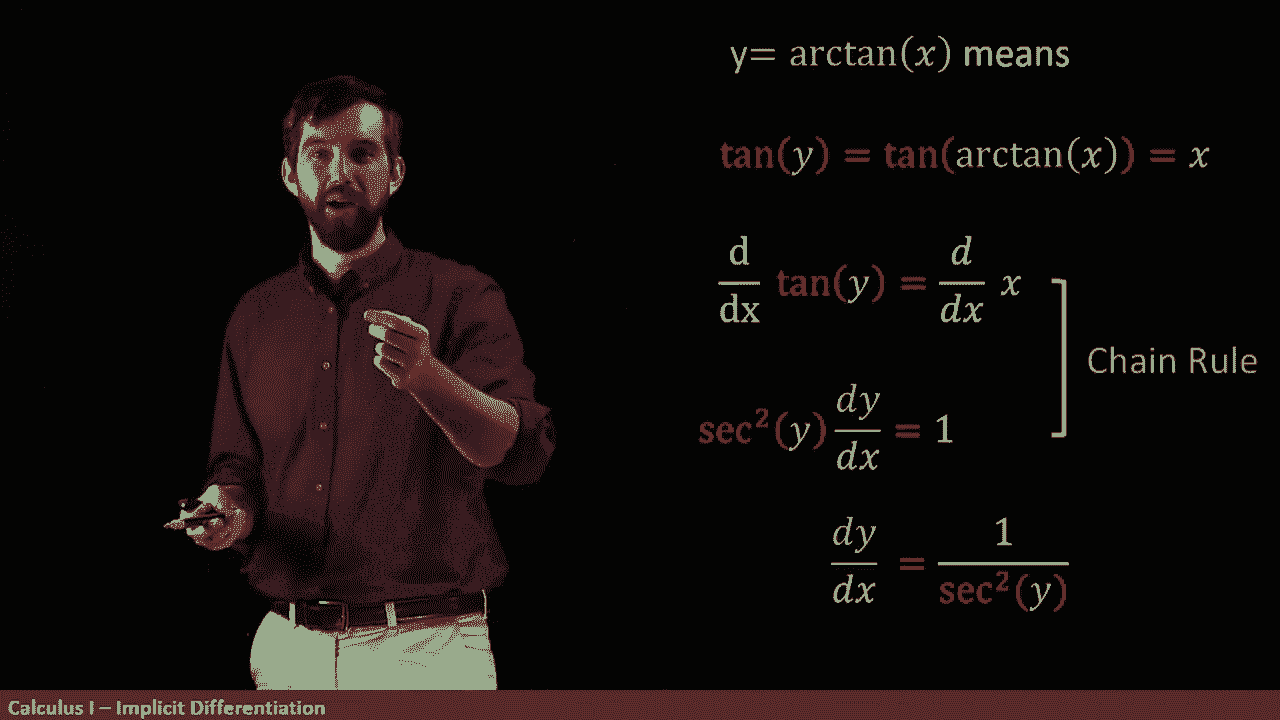 y= arctan(x) means
tan(y) = tan(arctan(x)) = x
d/dx tan(y) = d/dx x
Chain Rule
sec²(y) dy/dx = 1
dy/dx = 1/sec²(y)
Calculus I – Implicit Differentiation